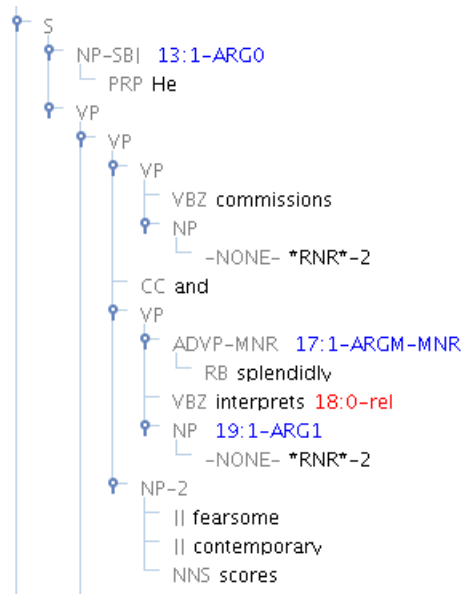 S
NP-SBJ 13:1-ARG0
PRP He
VP
VP
VP
VBZ commissions
NP
-NONE- *RNR*-2
CC and
VP
ADVP-MNR 17:1-ARGM-MNR
RB splendidly
VBZ interprets 18:0-rel
NP 19:1-ARG1
-NONE- *RNR*-2
NP-2
JJ fearsome
JJ contemporary
NNS scores